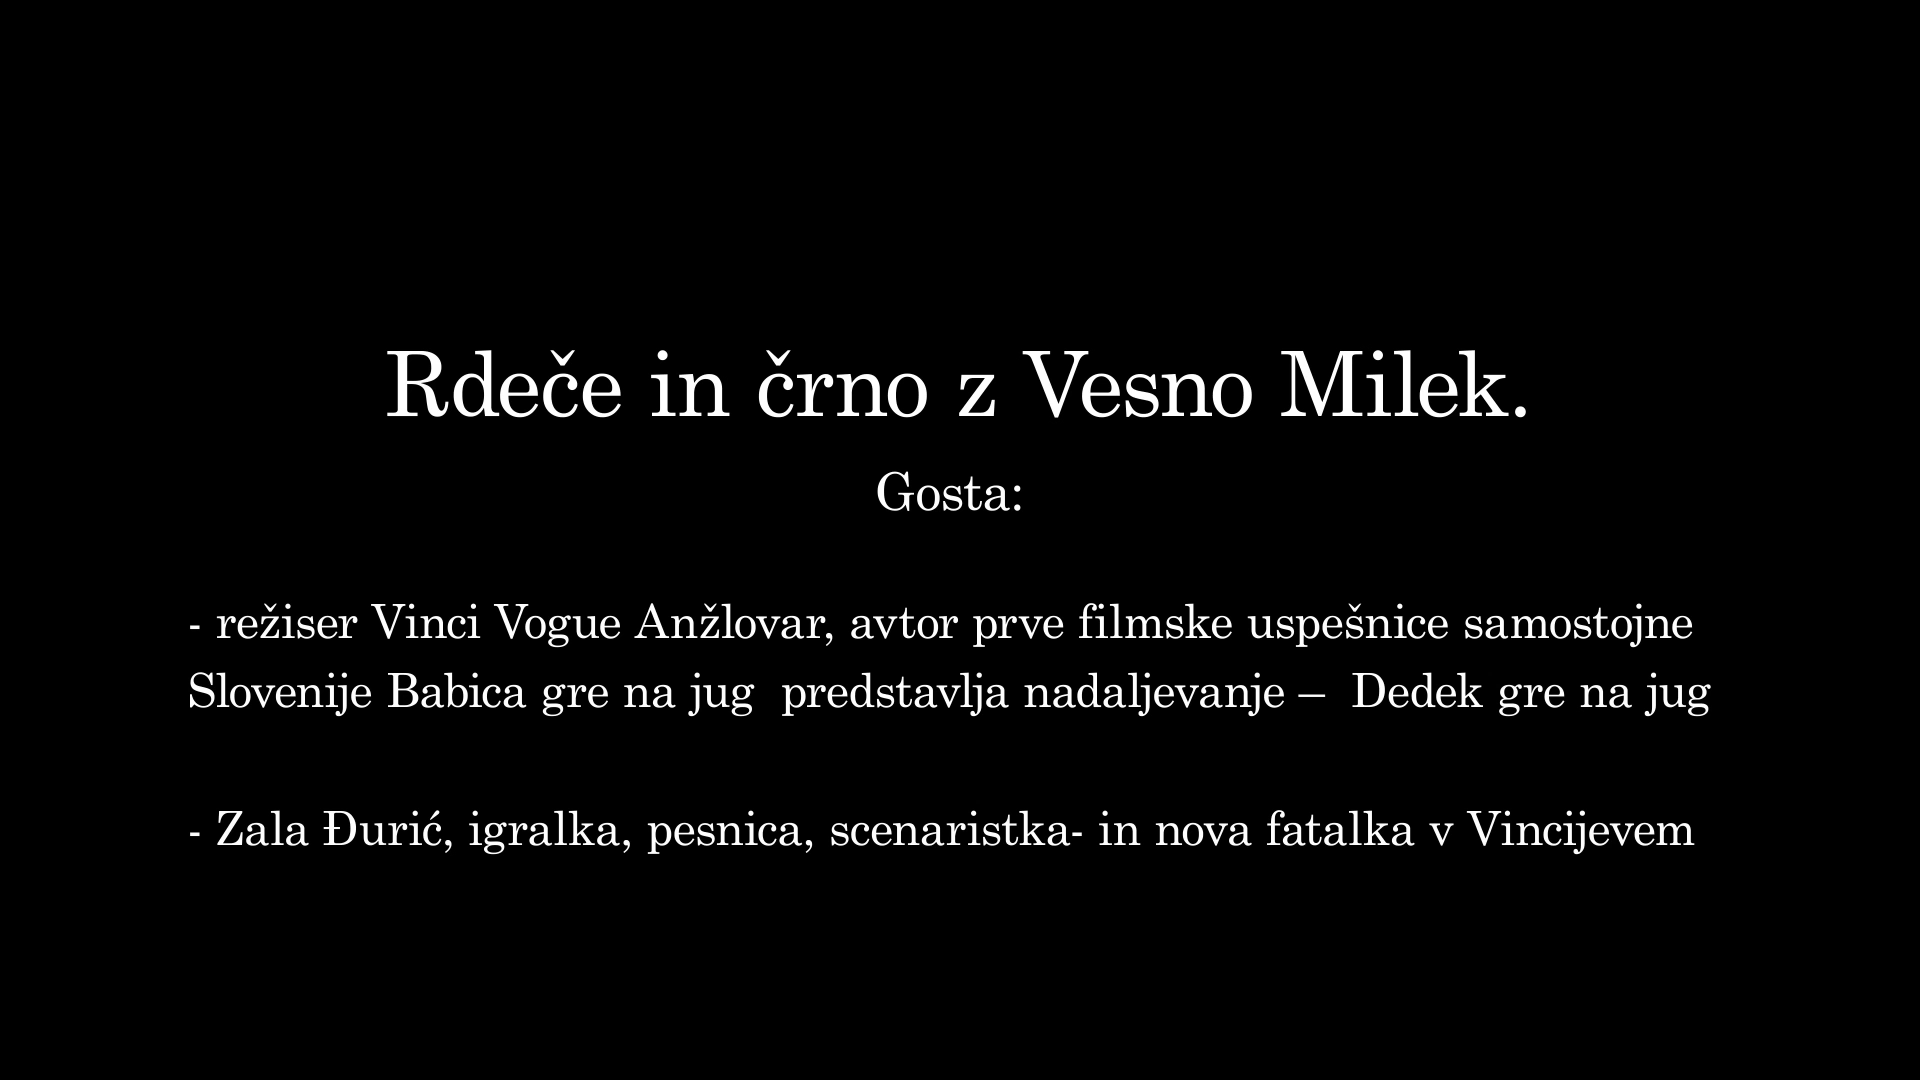 Rdeče in črno z Vesno Milek.
Gosta:
- režiser Vinci Vogue Anžlovar, avtor prve filmske uspešnice samostojne
Slovenije Babica gre na jug  predstavlja nadaljevanje –  Dedek gre na jug
- Zala Đurić, igralka, pesnica, scenaristka- in nova fatalka v Vincijevem